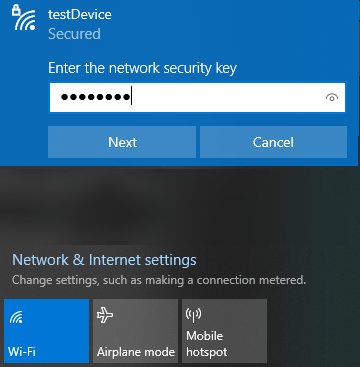 testDevice
Secured
Enter the network security key
●●●●●●●●
Next
Cancel
Network & Internet settings
Change settings, such as making a connection metered.
Wi-Fi
Airplane mode
Mobile
hotspot